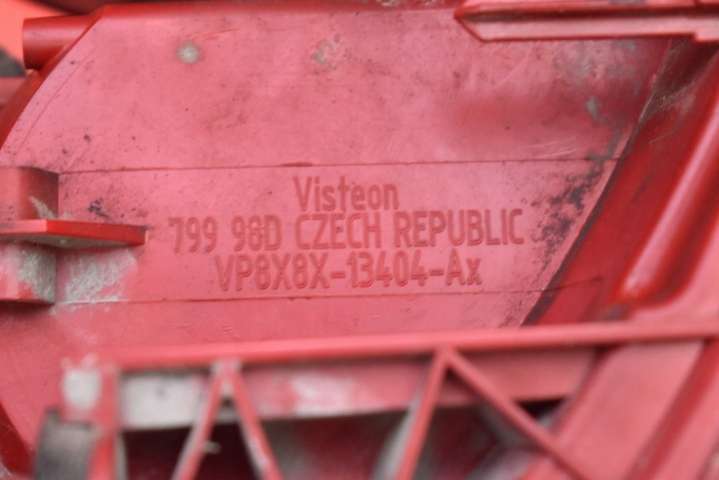 Visteon
799 98D CZECH REPUBLIC
VP8X8X-13404-Ax